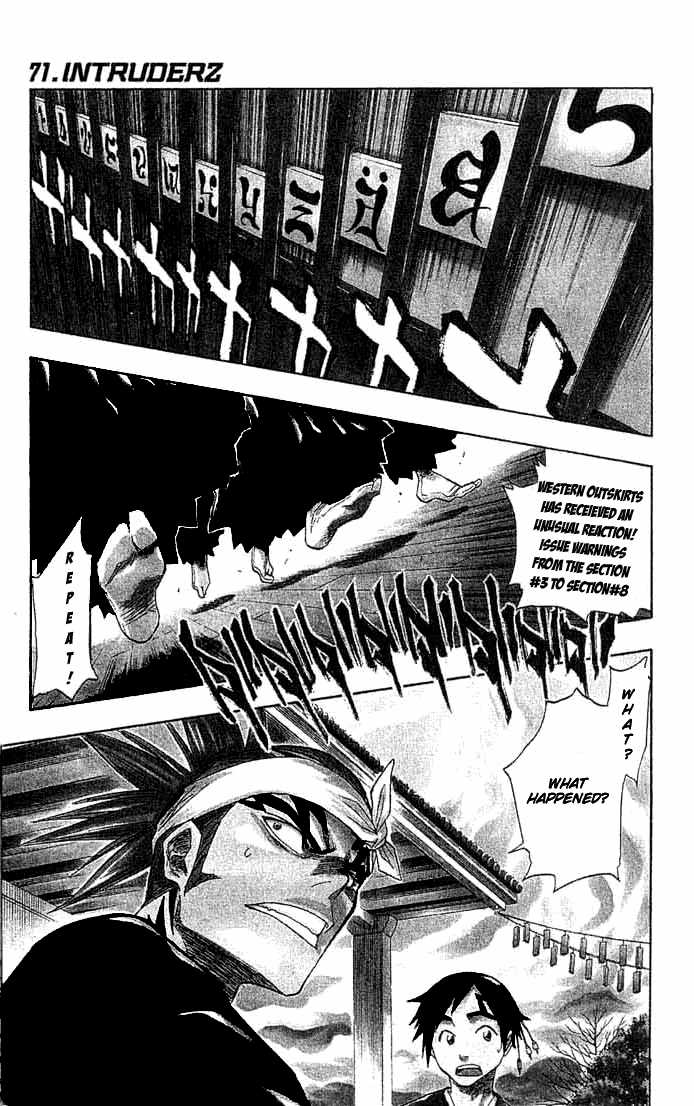 71. INTRUDERZ
WESTERN OUTSKIRTS
HAS RECEIEVED AN
UNUSUAL REACTION!
ISSUE WARNINGS
FROM THE SECTION
#3 TO SECTION#8
REPEAT!
WHAT?
WHAT
HAPPENED?